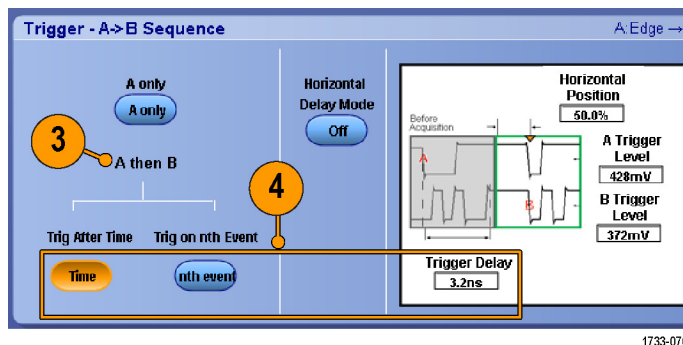 Trigger - A->B Sequence
A:Edge →
A only
A only
Horizontal
Delay Mode
Off
3
A then B
4
Trig After Time
Trig on nth Event
Time
nth event
Before
Acquisition
A
B
Horizontal
Position
50.0%
A Trigger
Level
428mV
B Trigger
Level
372mV
Trigger Delay
3.2ns